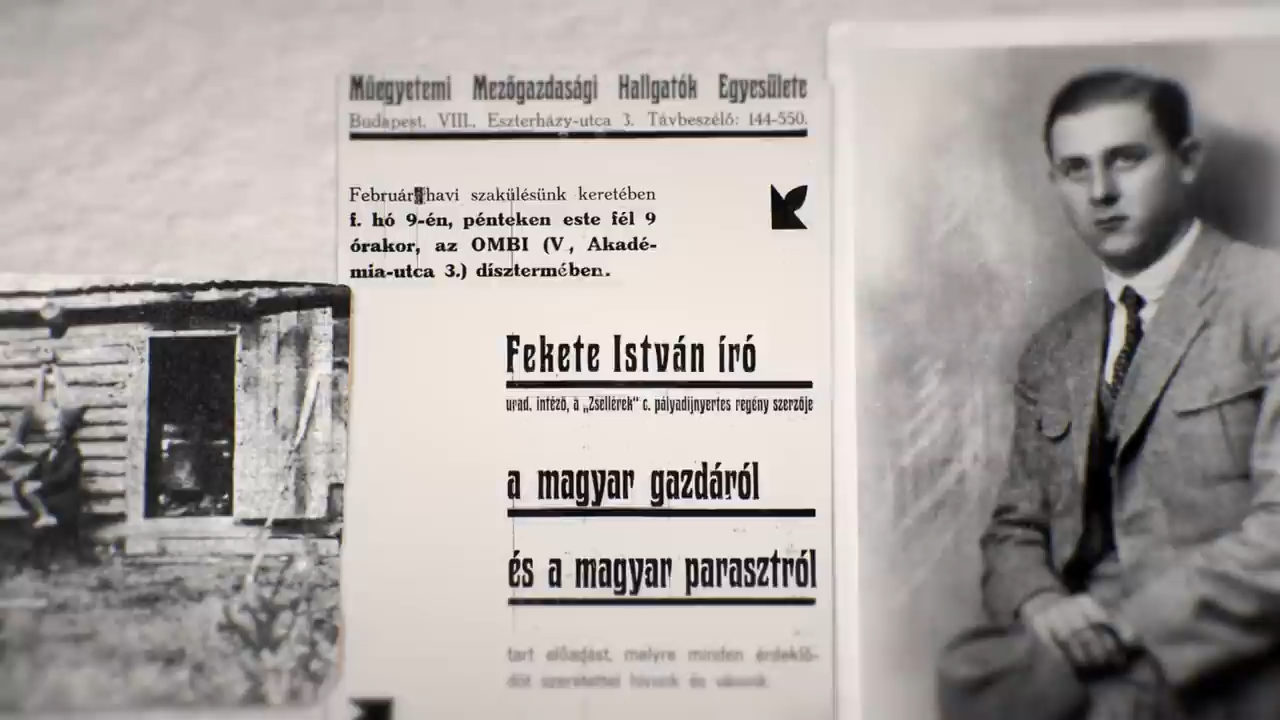 Műegyetemi Mezőgazdasági Hallgatók Egyesülete
Budapest, VIII., Eszterházy-utca 3. Távbeszélő: 144-550.
Február havi szakülésünk keretében
f. hó 9-én, pénteken este fél 9
órakor, az OMBI (V, Akadé-
mia-utca 3.) dísztermében.
Fekete István író
urad. intéző, a „Zsellérek" c. pályadíjnyertes regény szerzője
a magyar gazdáról
és a magyar parasztról
tart előadást, melyre minden érdeklő-
dőt szeretettel hívunk és várunk.